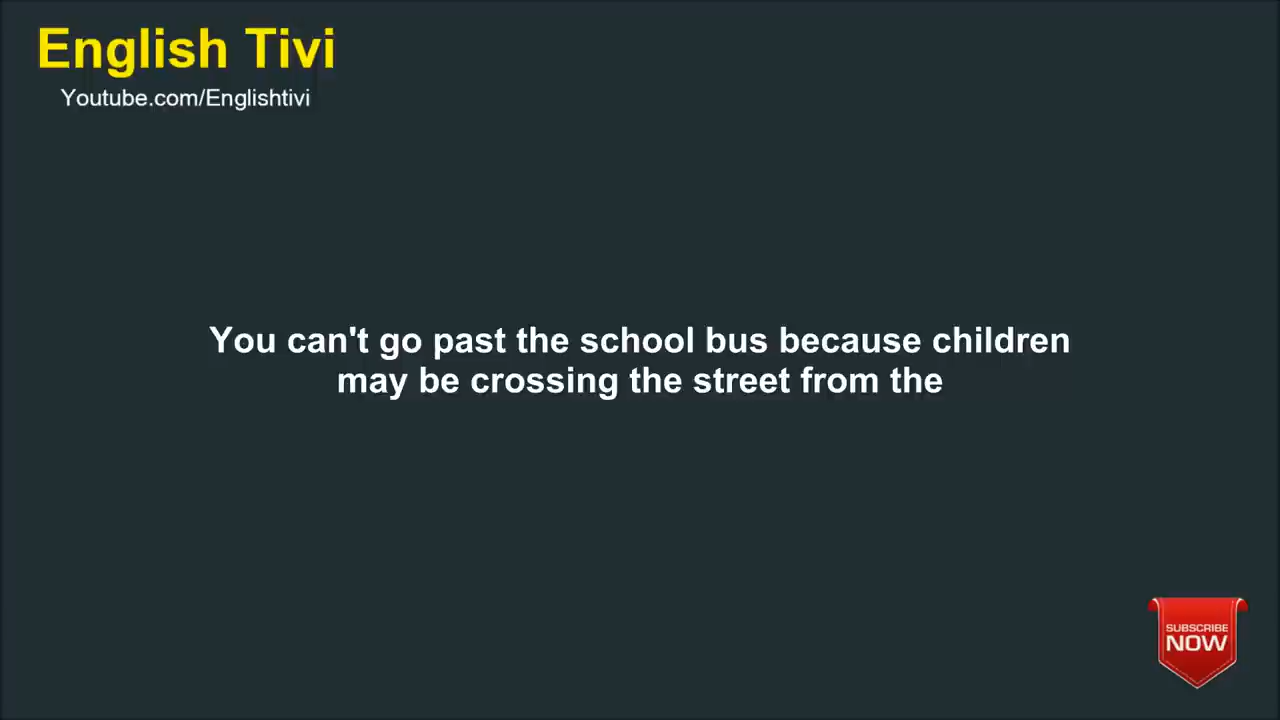 English Tivi
Youtube.com/Englishtivi
You can't go past the school bus because children
may be crossing the street from the
SUBSCRIBE
NOW